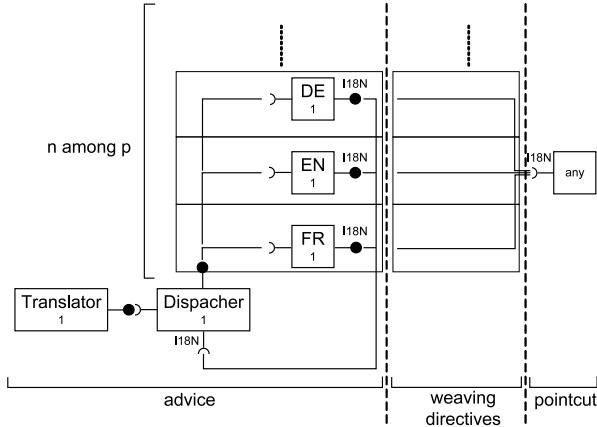 I18N
DE
1
n among p
I18N
EN
1
I18N
any
I18N
FR
1
Translator
1
Dispacher
1
I18N
advice
weaving
directives
pointcut